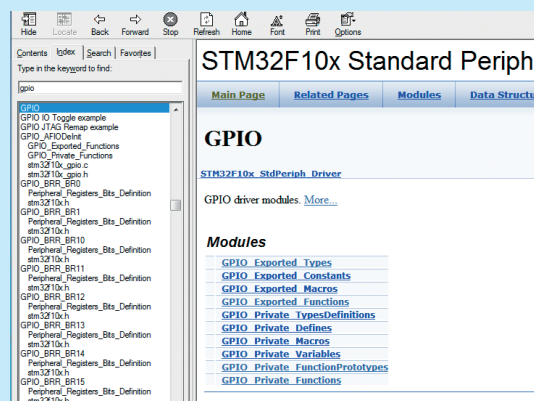 Hide Locate Back Forward Stop Refresh Home Font Print Options
Contents Index Search Favorites
Type in the keyword to find:
gpio
GPIO
GPIO IO Toggle example
GPIO JTAG Remap example
GPIO_AFIODeInit
GPIO_Exported_Functions
GPIO_Private_Functions
stm32f10x_gpio.c
stm32f10x_gpio.h
GPIO_BRR_BR0
Peripheral_Registers_Bits_Definition
stm32f10x.h
GPIO_BRR_BR1
Peripheral_Registers_Bits_Definition
stm32f10x.h
GPIO_BRR_BR10
Peripheral_Registers_Bits_Definition
stm32f10x.h
GPIO_BRR_BR11
Peripheral_Registers_Bits_Definition
stm32f10x.h
GPIO_BRR_BR12
Peripheral_Registers_Bits_Definition
stm32f10x.h
GPIO_BRR_BR13
Peripheral_Registers_Bits_Definition
stm32f10x.h
GPIO_BRR_BR14
Peripheral_Registers_Bits_Definition
stm32f10x.h
GPIO_BRR_BR15
Peripheral_Registers_Bits_Definition
stm32f10x.h
STM32F10x Standard Periph
Main Page Related Pages Modules Data Structu
GPIO
STM32F10x_StdPeriph_Driver
GPIO driver modules. More...
Modules
GPIO_Exported_Types
GPIO_Exported_Constants
GPIO_Exported_Macros
GPIO_Exported_Functions
GPIO_Private_TypesDefinitions
GPIO_Private_Defines
GPIO_Private_Macros
GPIO_Private_Variables
GPIO_Private_FunctionPrototypes
GPIO_Private_Functions